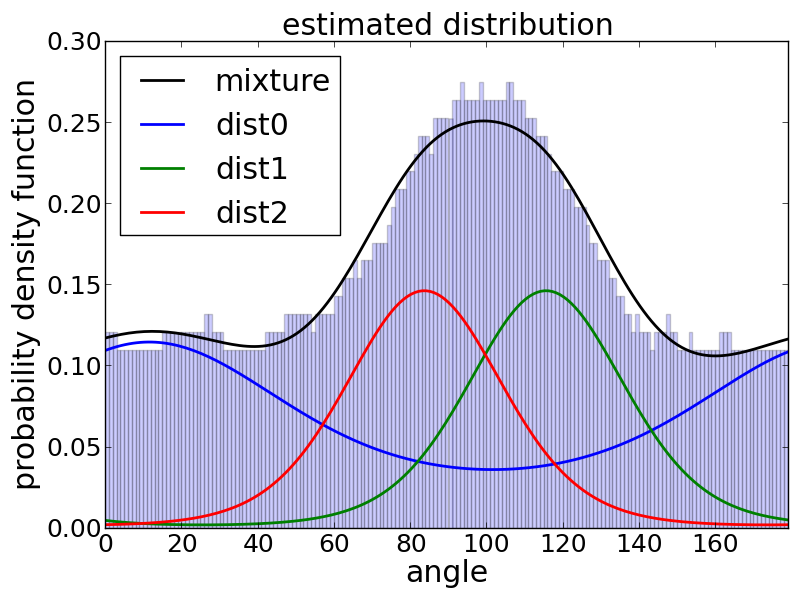 estimated distribution
probability density function
0.30
0.25
0.20
0.15
0.10
0.05
0.00
mixture
dist0
dist1
dist2
0 20 40 60 80 100 120 140 160
angle